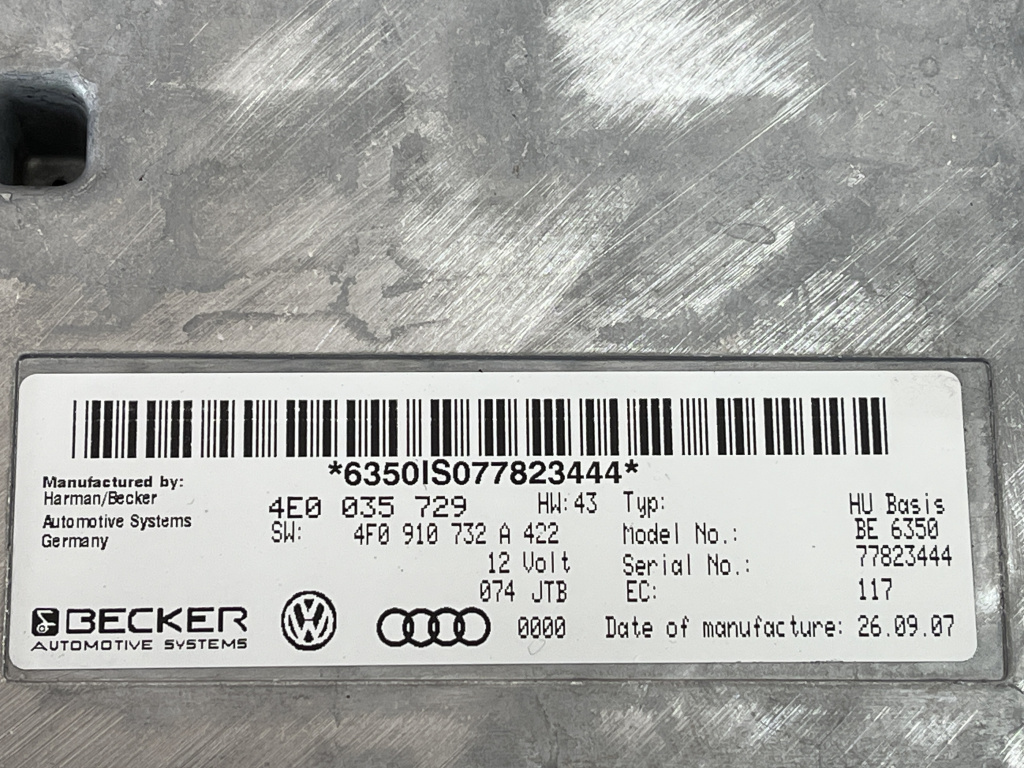 *6350IS077823444*
Manufactured by:
Harman/Becker
Automotive Systems
Germany
4E0 035 729 HW:43
SW: 4F0 910 732 A 422
12 Volt
074 JTB
0000
Typ: HU Basis
Model No.: BE 6350
Serial No.: 77823444
EC: 117
Date of manufacture: 26.09.07
BECKER
AUTOMOTIVE SYSTEMS